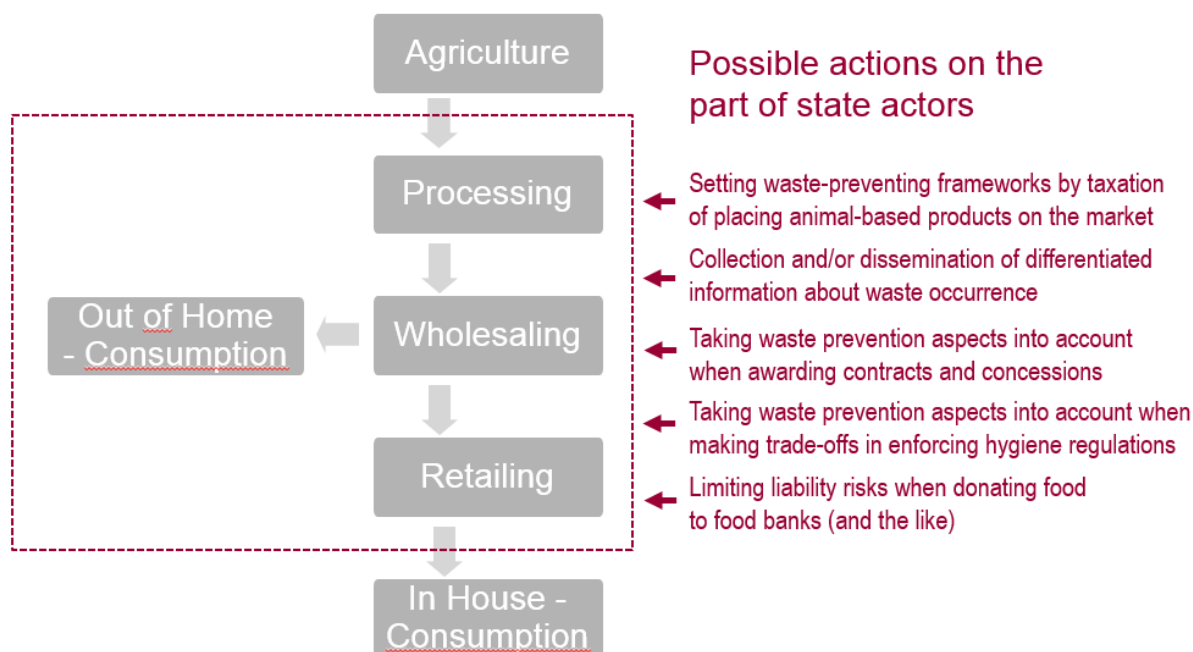 Agriculture
Possible actions on the
part of state actors
Processing
Setting waste-preventing frameworks by taxation
of placing animal-based products on the market
Collection and/or dissemination of differentiated
information about waste occurrence
Out of Home
- Consumption
Wholesaling
Taking waste prevention aspects into account
when awarding contracts and concessions
Taking waste prevention aspects into account when
making trade-offs in enforcing hygiene regulations
Retailing
Limiting liability risks when donating food
to food banks (and the like)
In House -
Consumption